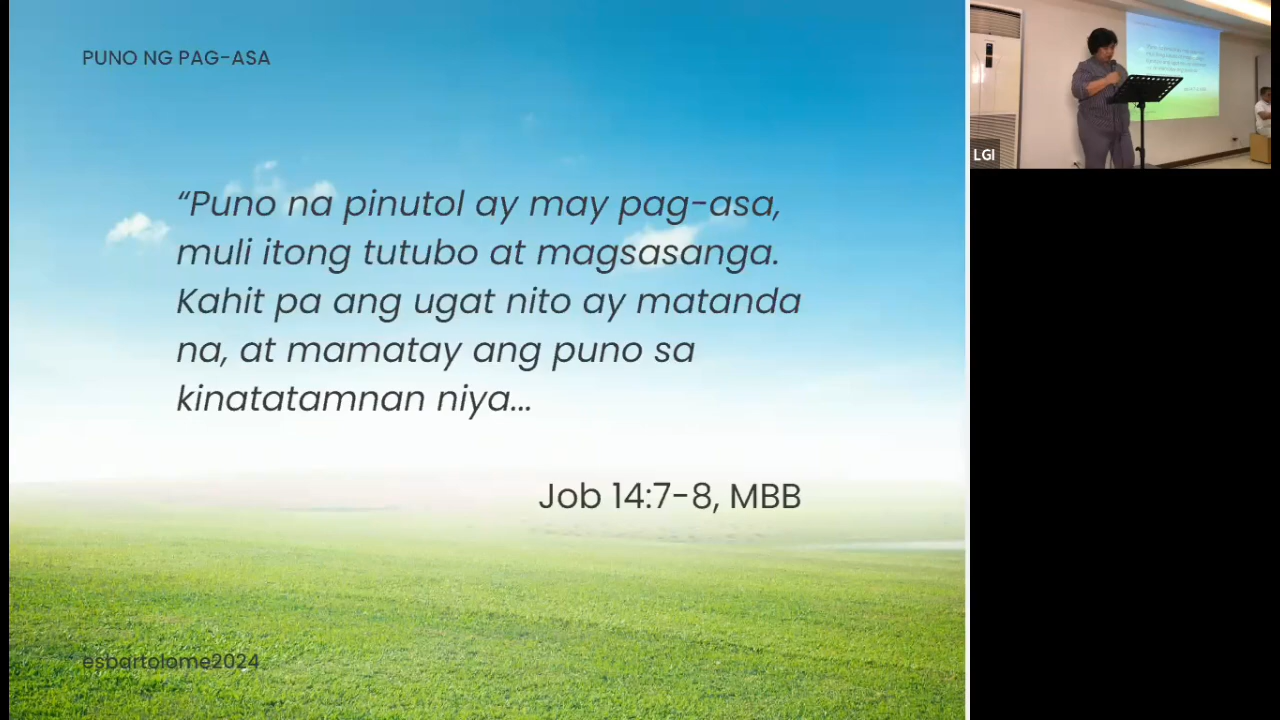 PUNO NG PAG-ASA
“Puno na pinutol ay may pag-asa,
muli itong tutubo at magsasanga.
Kahit pa ang ugat nito ay matanda
na, at mamatay ang puno sa
kinatatamnan niya...
Job 14:7-8, MBB
esbartolome2024
LGI